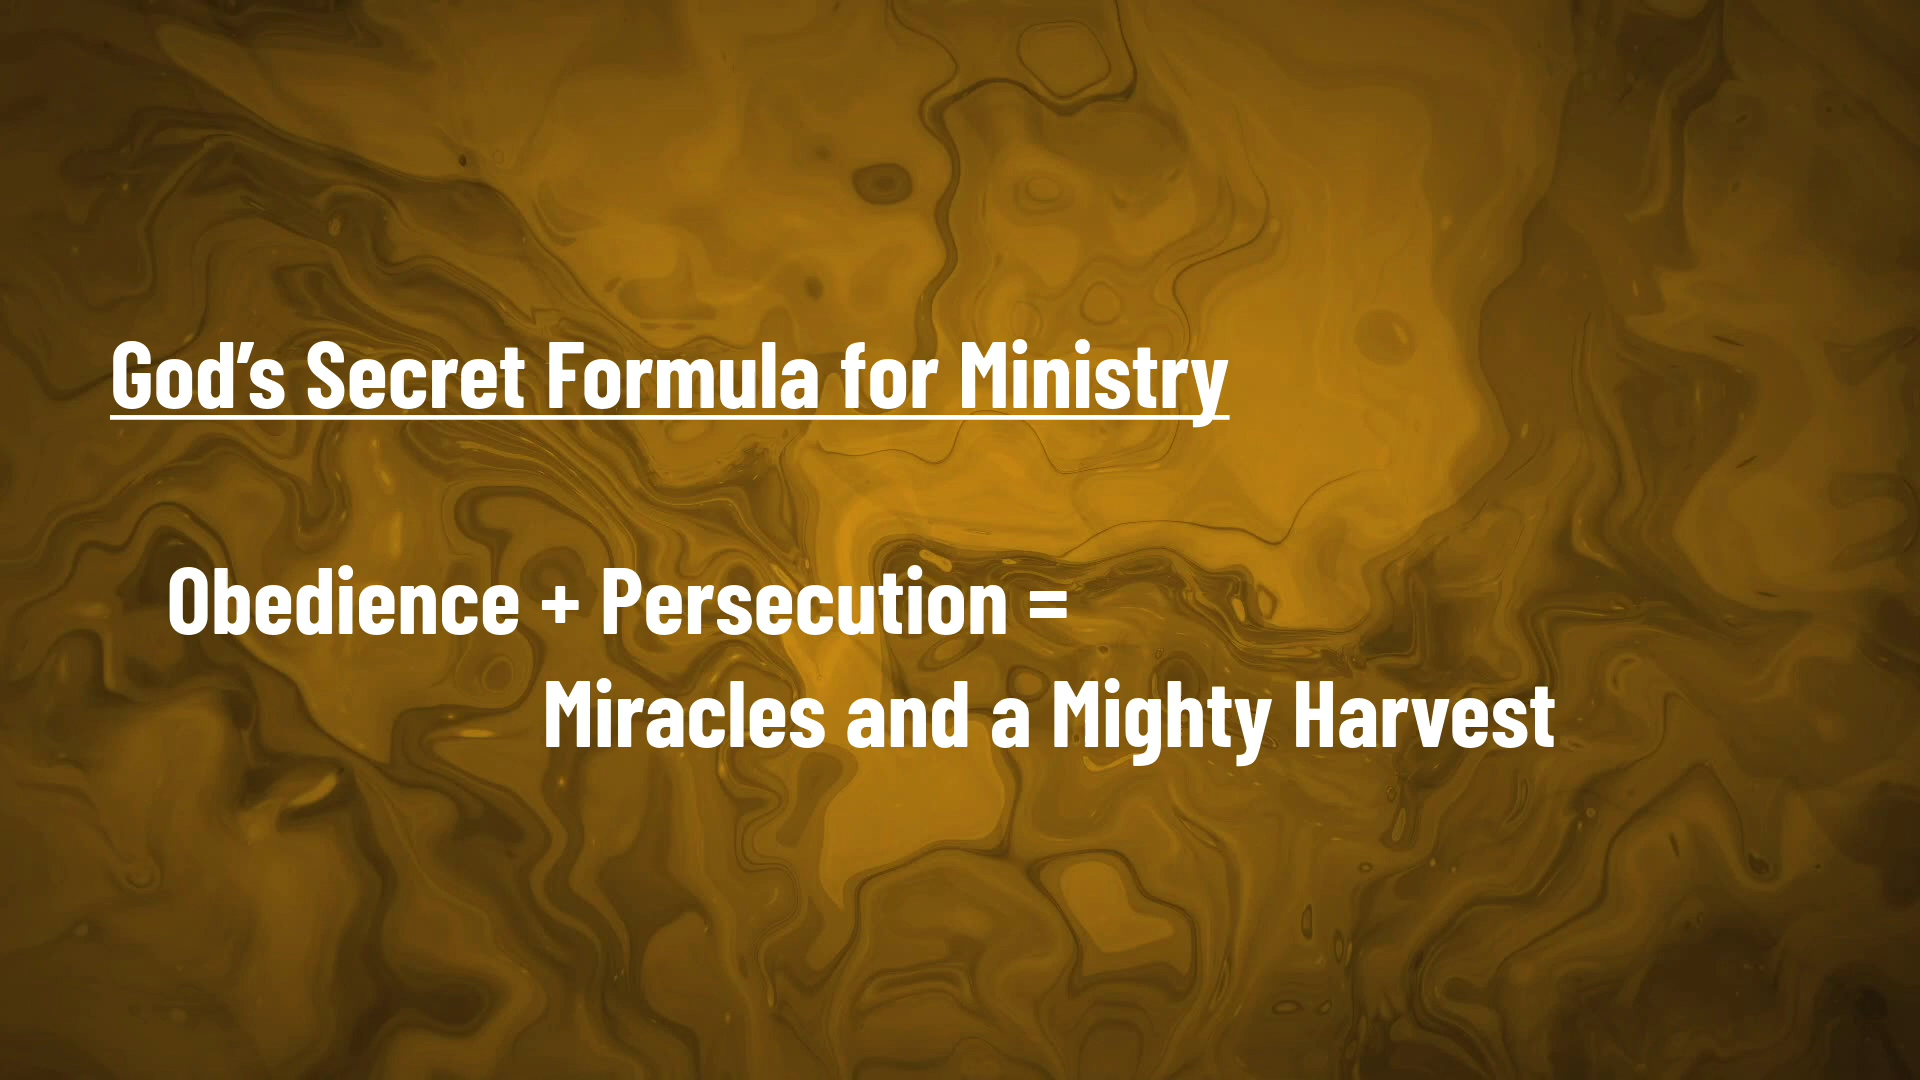 God’s Secret Formula for Ministry
Obedience + Persecution =
Miracles and a Mighty Harvest